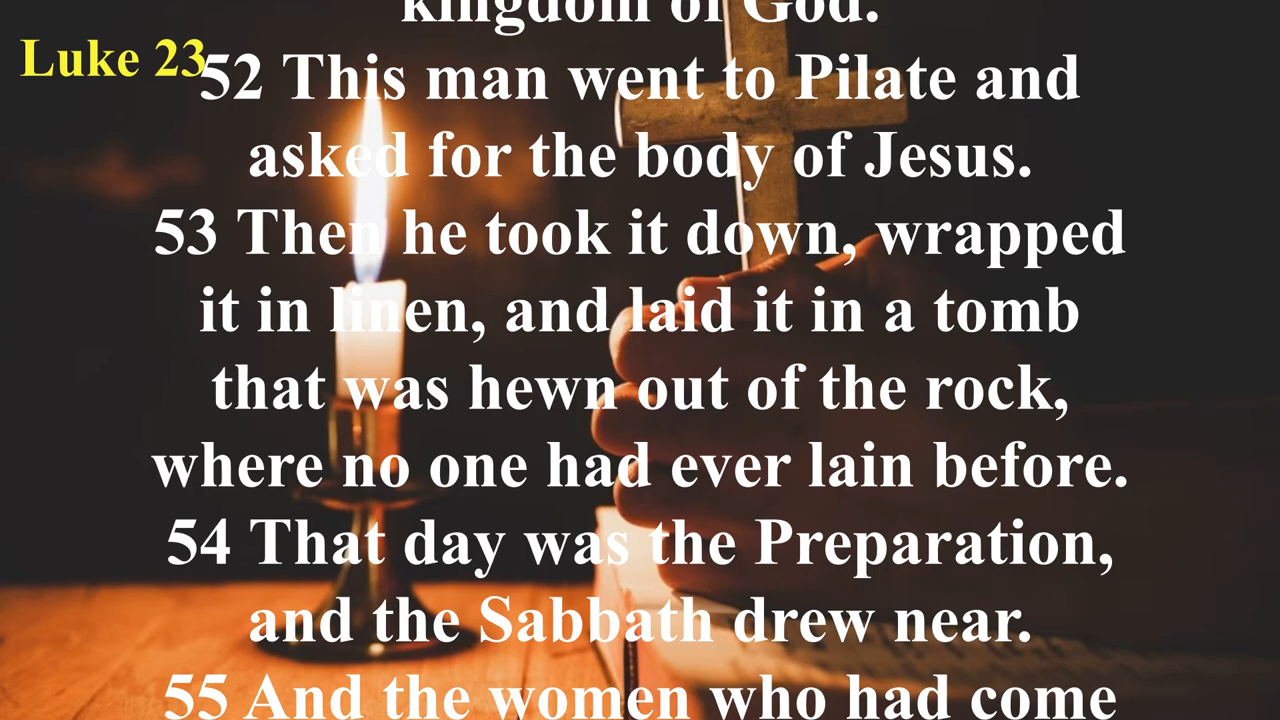 kingdom of God.
Luke 23
52 This man went to Pilate and
asked for the body of Jesus.
53 Then he took it down, wrapped
it in linen, and laid it in a tomb
that was hewn out of the rock,
where no one had ever lain before.
54 That day was the Preparation,
and the Sabbath drew near.
55 And the women who had come